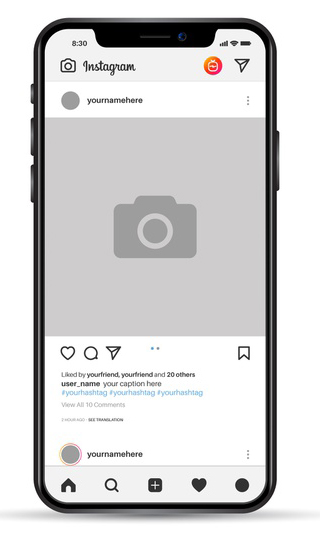 8:30
Instagram
yournamehere
Liked by yourfriend, yourfriend and 20 others
user_name your caption here
#yourhashtag #yourhashtag #yourhashtag
View All 10 Comments
SEE TRANSLATION
yournamehere